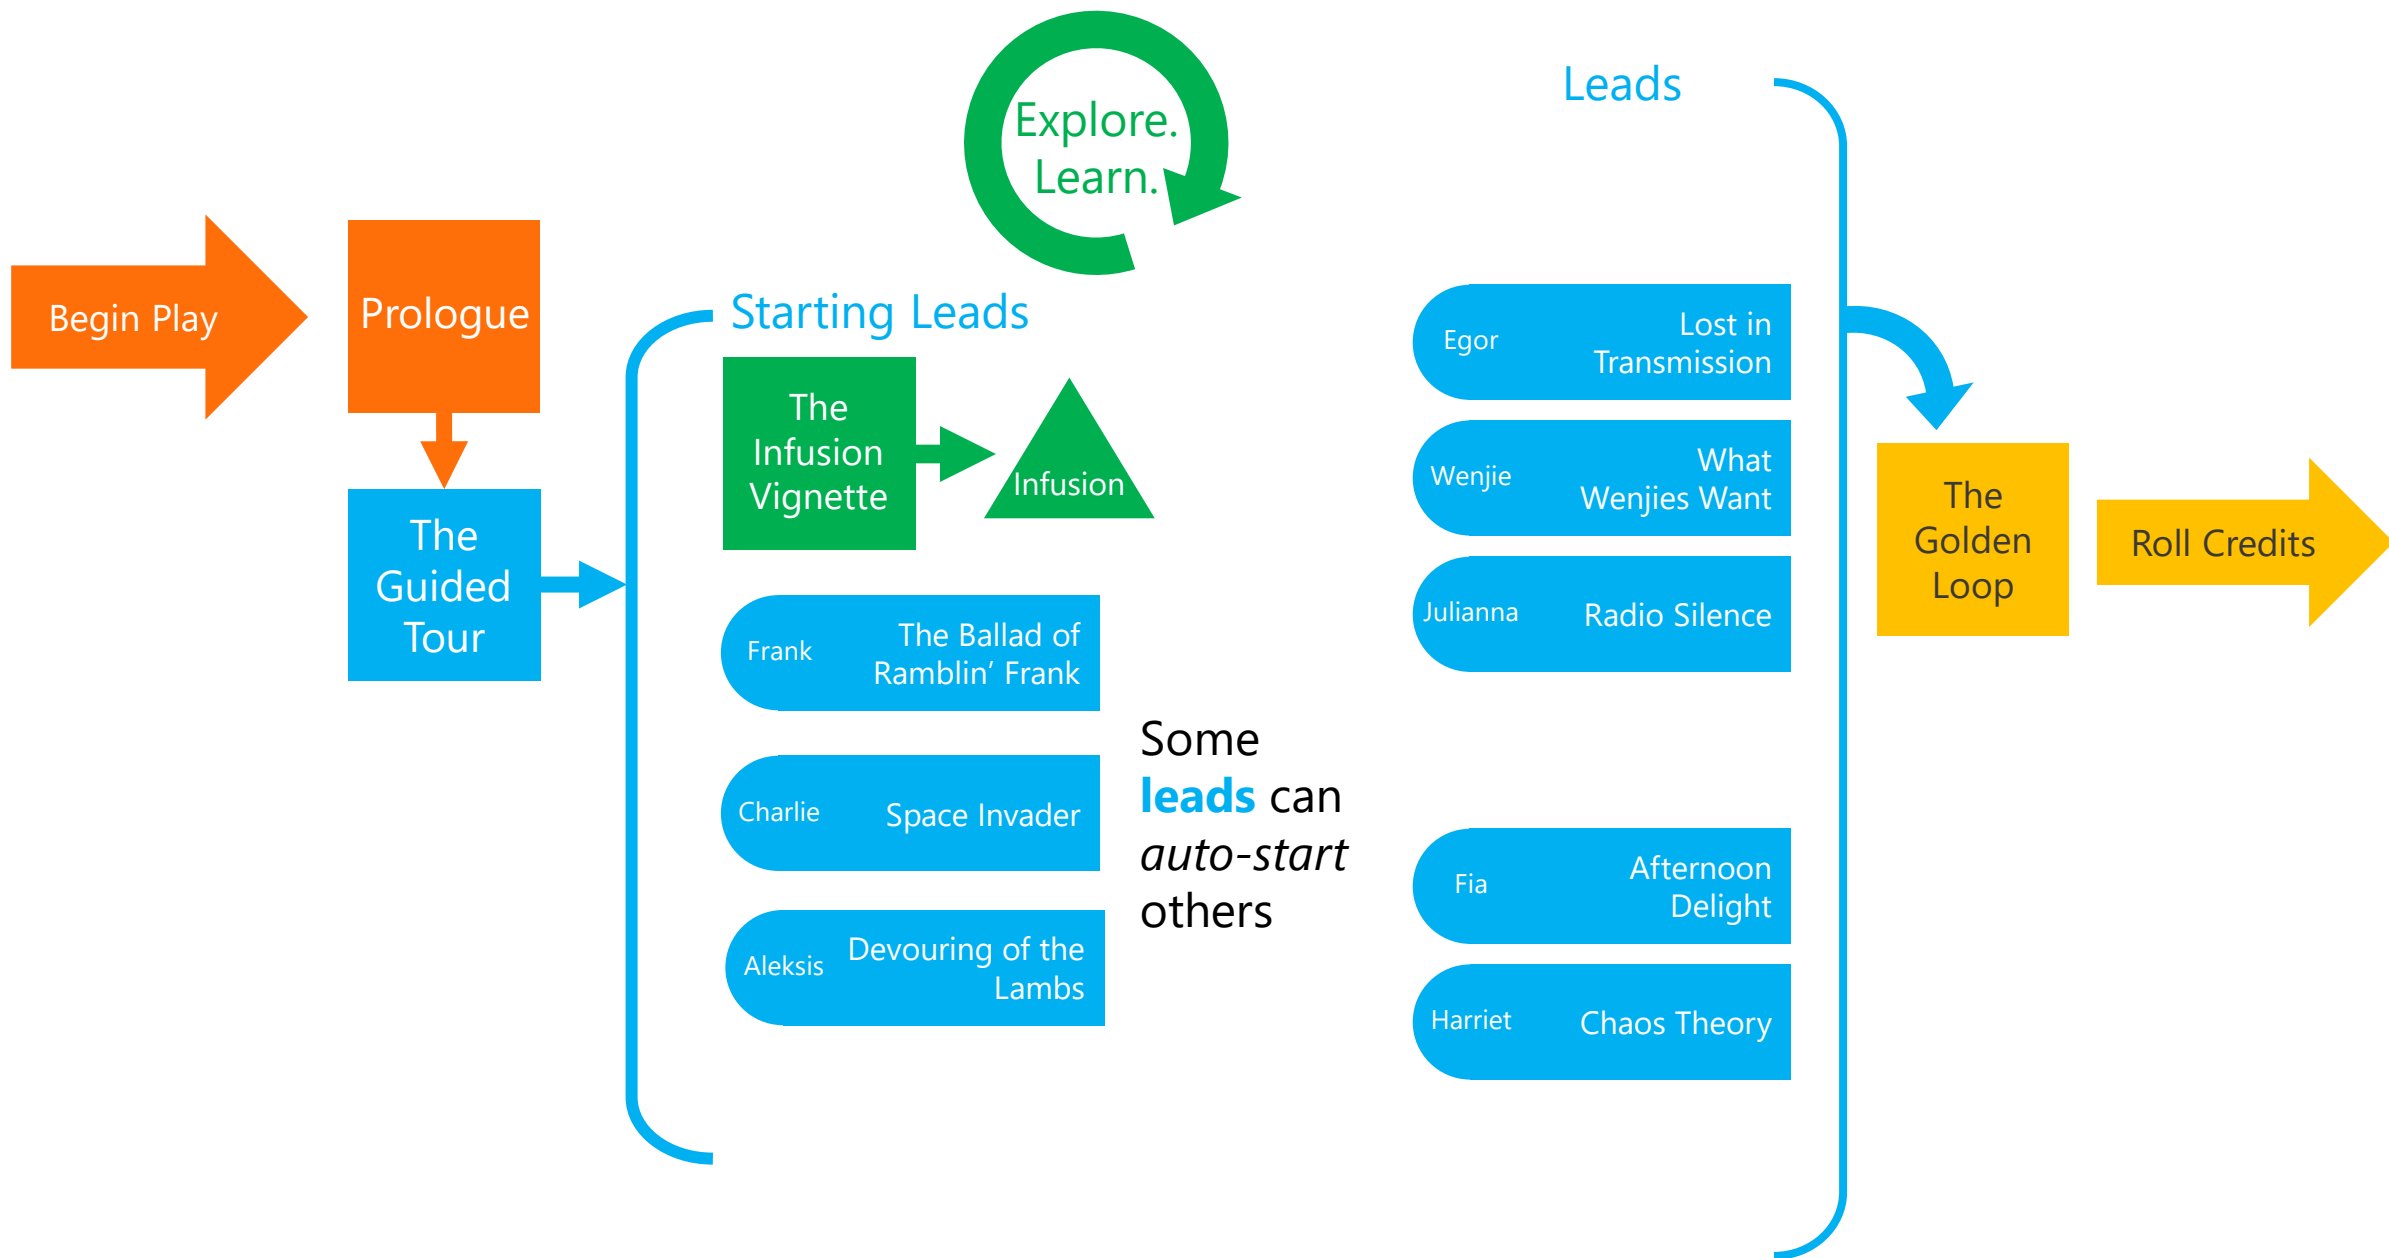 Begin Play
Prologue
The
Guided
Tour
Explore.
Learn.
Starting Leads
The
Infusion
Vignette
Infusion
Frank
The Ballad of
Ramblin’ Frank
Charlie
Space Invader
Aleksis
Devouring of the
Lambs
Some
leads can
auto-start
others
Leads
Egor
Lost in
Transmission
Wenjie
What
Wenjies Want
Julianna
Radio Silence
Fia
Afternoon
Delight
Harriet
Chaos Theory
The
Golden
Loop
Roll Credits